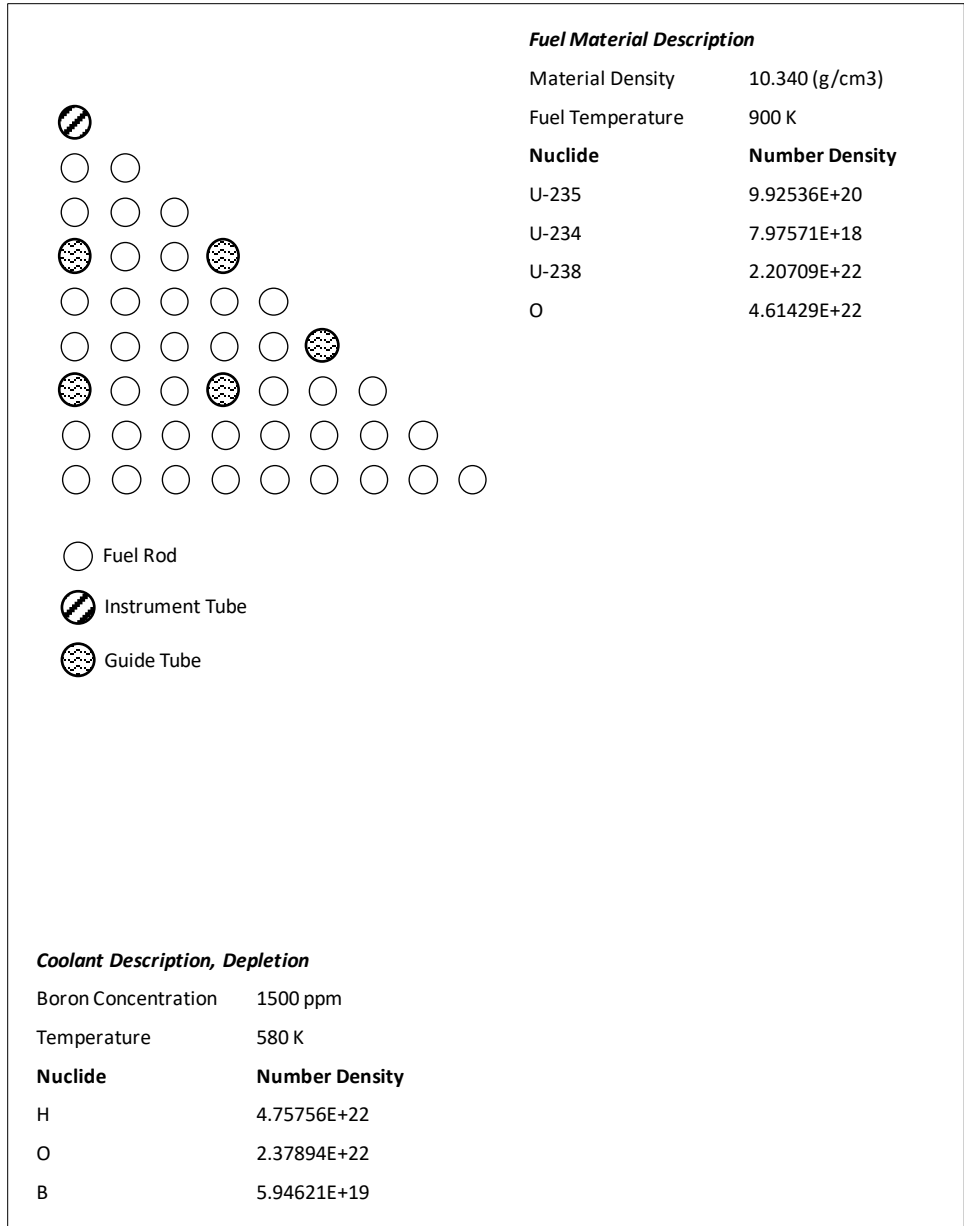 Fuel Material Description
Material Density 10.340 (g/cm3)
Fuel Temperature 900 K
Nuclide Number Density
U-235 9.92536E+20
U-234 7.97571E+18
U-238 2.20709E+22
O 4.61429E+22
Fuel Rod
Instrument Tube
Guide Tube
Coolant Description, Depletion
Boron Concentration 1500 ppm
Temperature 580 K
Nuclide Number Density
H 4.75756E+22
O 2.37894E+22
B 5.94621E+19